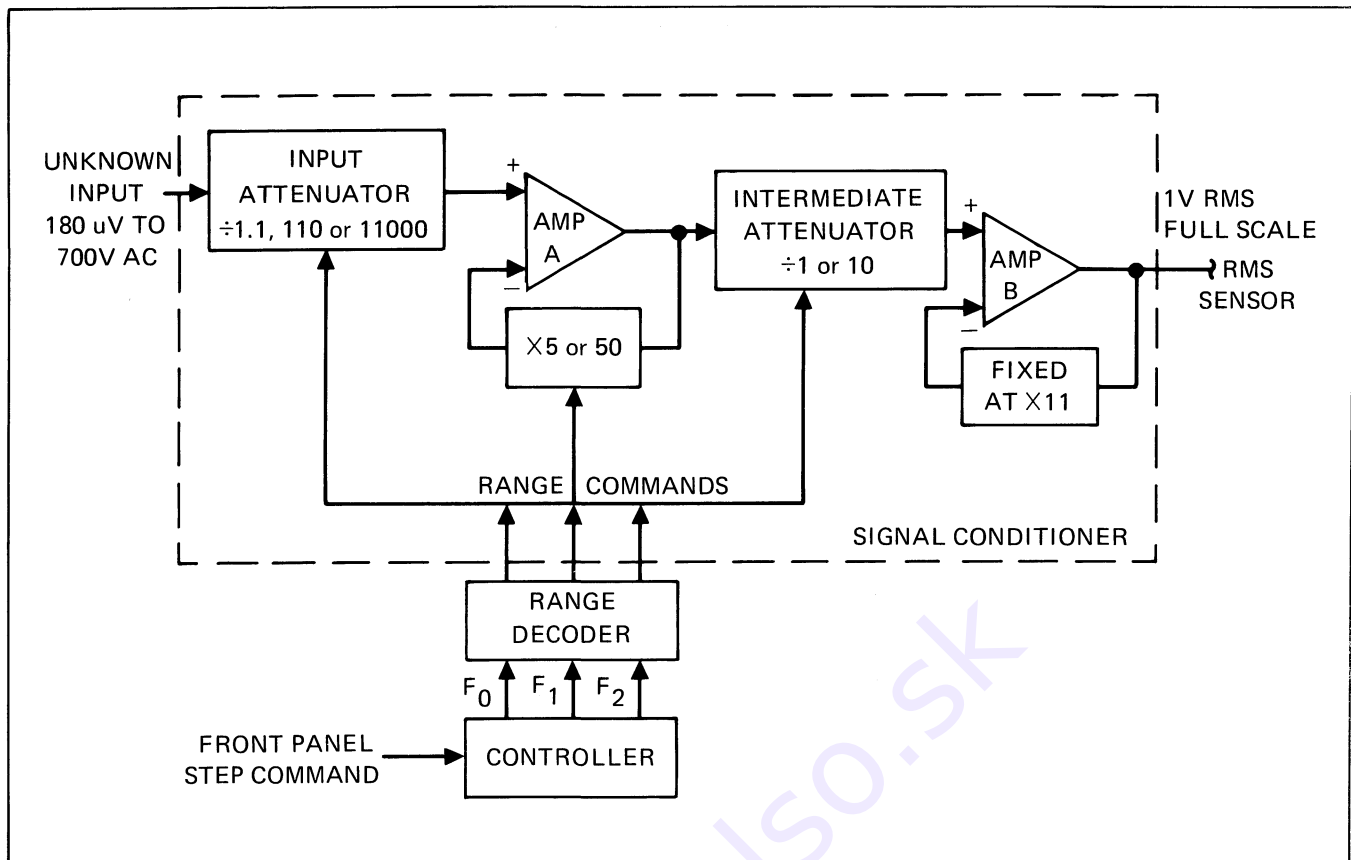 UNKNOWN
INPUT
180 uV TO
700V AC
INPUT
ATTENUATOR
÷1.1, 110 or 11000
+
AMP
A
−
X5 or 50
INTERMEDIATE
ATTENUATOR
÷1 or 10
+
AMP
B
−
FIXED
AT X11
1V RMS
FULL SCALE
RMS
SENSOR
RANGE COMMANDS
SIGNAL CONDITIONER
RANGE
DECODER
F0 F1 F2
FRONT PANEL
STEP COMMAND
CONTROLLER
lso.sk